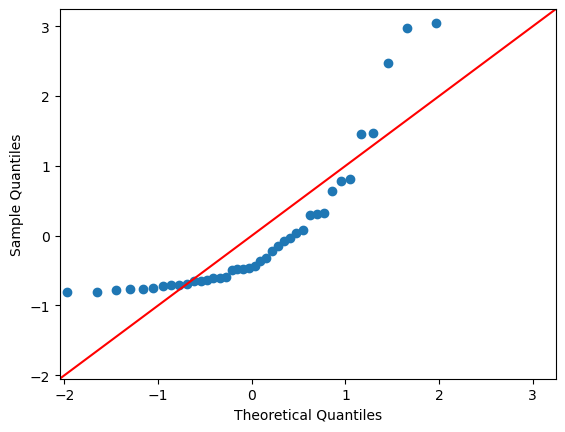 3
2
1
0
−1
−2
Sample Quantiles
−2 −1 0 1 2 3
Theoretical Quantiles